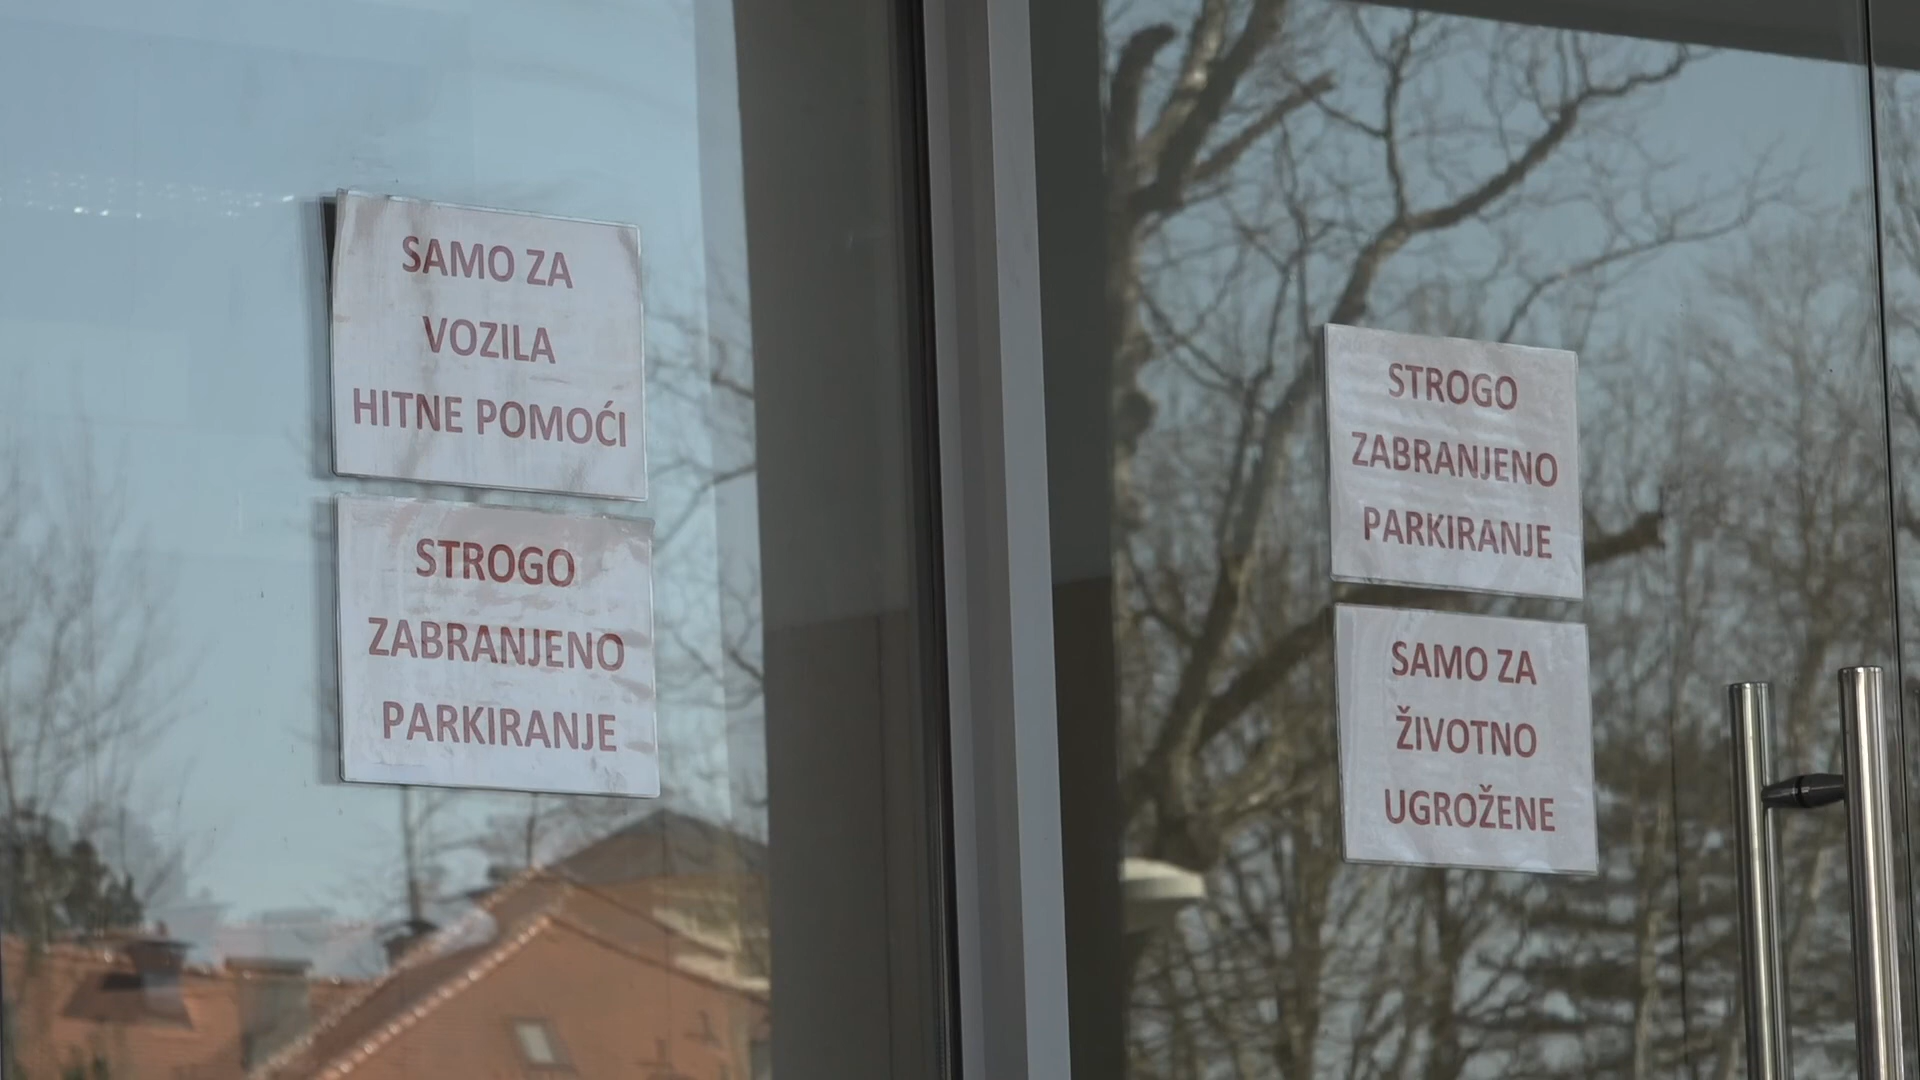 SAMO ZA
VOZILA
HITNE POMOĆI
STROGO
ZABRANJENO
PARKIRANJE
STROGO
ZABRANJENO
PARKIRANJE
SAMO ZA
ŽIVOTNO
UGROŽENE